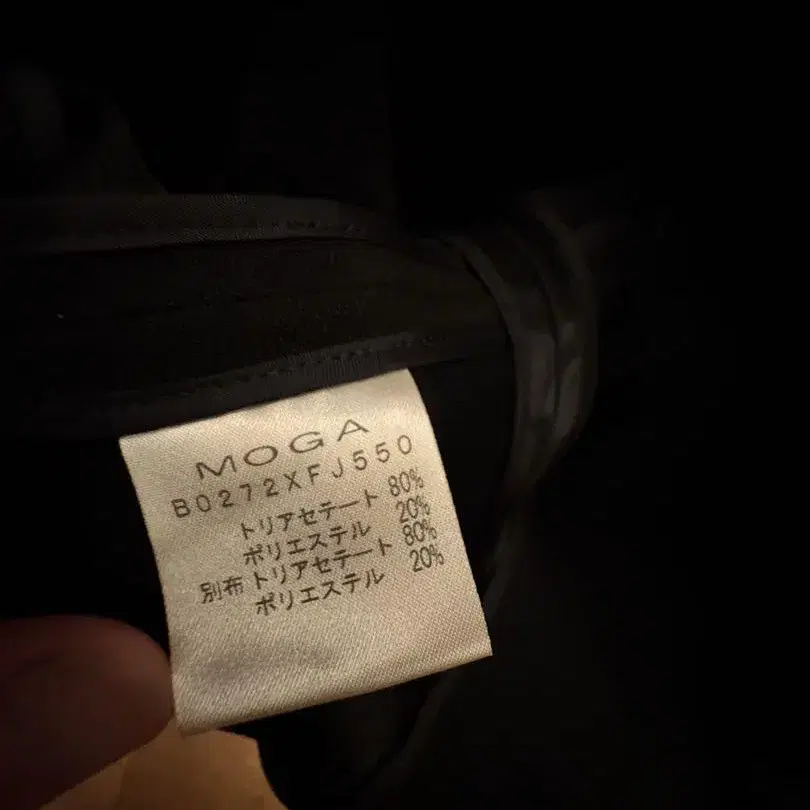 MOGA
B0272XFJ550
トリアセテート 80%
ポリエステル 20%
別布 トリアセテート 80%
ポリエステル 20%